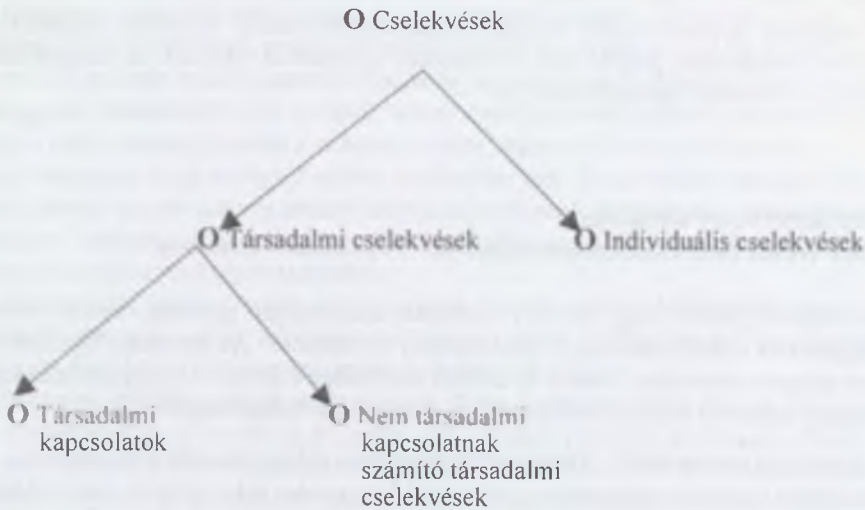 O Cselekvések
O Társadalmi cselekvések
O Individuális cselekvések
O Társadalmi
kapcsolatok
O Nem társadalmi
kapcsolatnak
számító társadalmi
cselekvések